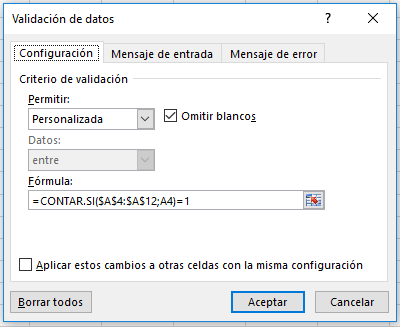 Validación de datos
Configuración Mensaje de entrada Mensaje de error
Criterio de validación
Permitir:
Personalizada Omitir blancos
Datos:
entre
Fórmula:
=CONTAR.SI($A$4:$A$12;A4)=1
Aplicar estos cambios a otras celdas con la misma configuración
Borrar todos Aceptar Cancelar